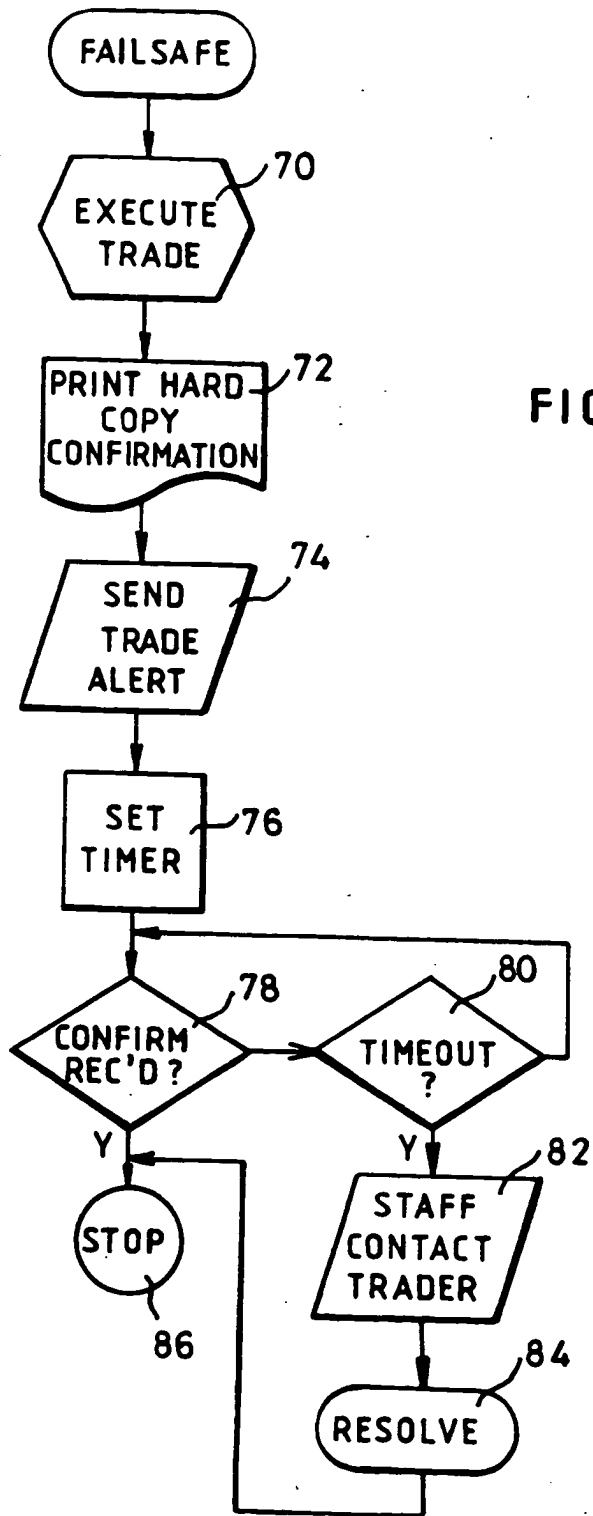 FAILSAFE
70
EXECUTE
TRADE
72
PRINT HARD
COPY
CONFIRMATION
FIG
74
SEND
TRADE
ALERT
76
SET
TIMER
78
CONFIRM
REC'D ?
80
TIMEOUT
?
Y
Y
82
STAFF
CONTACT
TRADER
STOP
86
84
RESOLVE